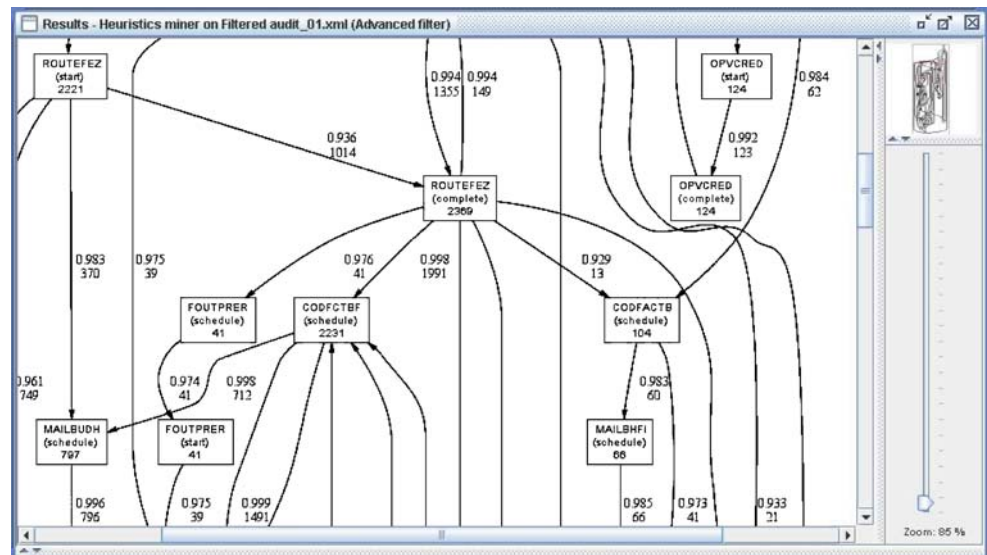 Results - Heuristics miner on Filtered audit_01.xml (Advanced filter)
ROUTEFEZ
(start)
2221
0.994
1355
0.994
149
OPVCRED
(start)
124
0.984
62
0.936
1014
0.992
123
ROUTEFEZ
(complete)
2369
OPVCRED
(complete)
124
0.983
370
0.975
39
0.976
41
0.998
1991
0.929
13
FOUTPRER
(schedule)
41
CODFCTBF
(schedule)
2231
CODFACTB
(schedule)
104
0.961
749
0.974
41
0.998
712
0.983
60
MAILBUDH
(schedule)
797
FOUTPRER
(start)
41
MAILBHFI
(schedule)
66
0.996
796
0.975
39
0.999
1491
0.985
66
0.973
41
0.933
21
Zoom: 85 %